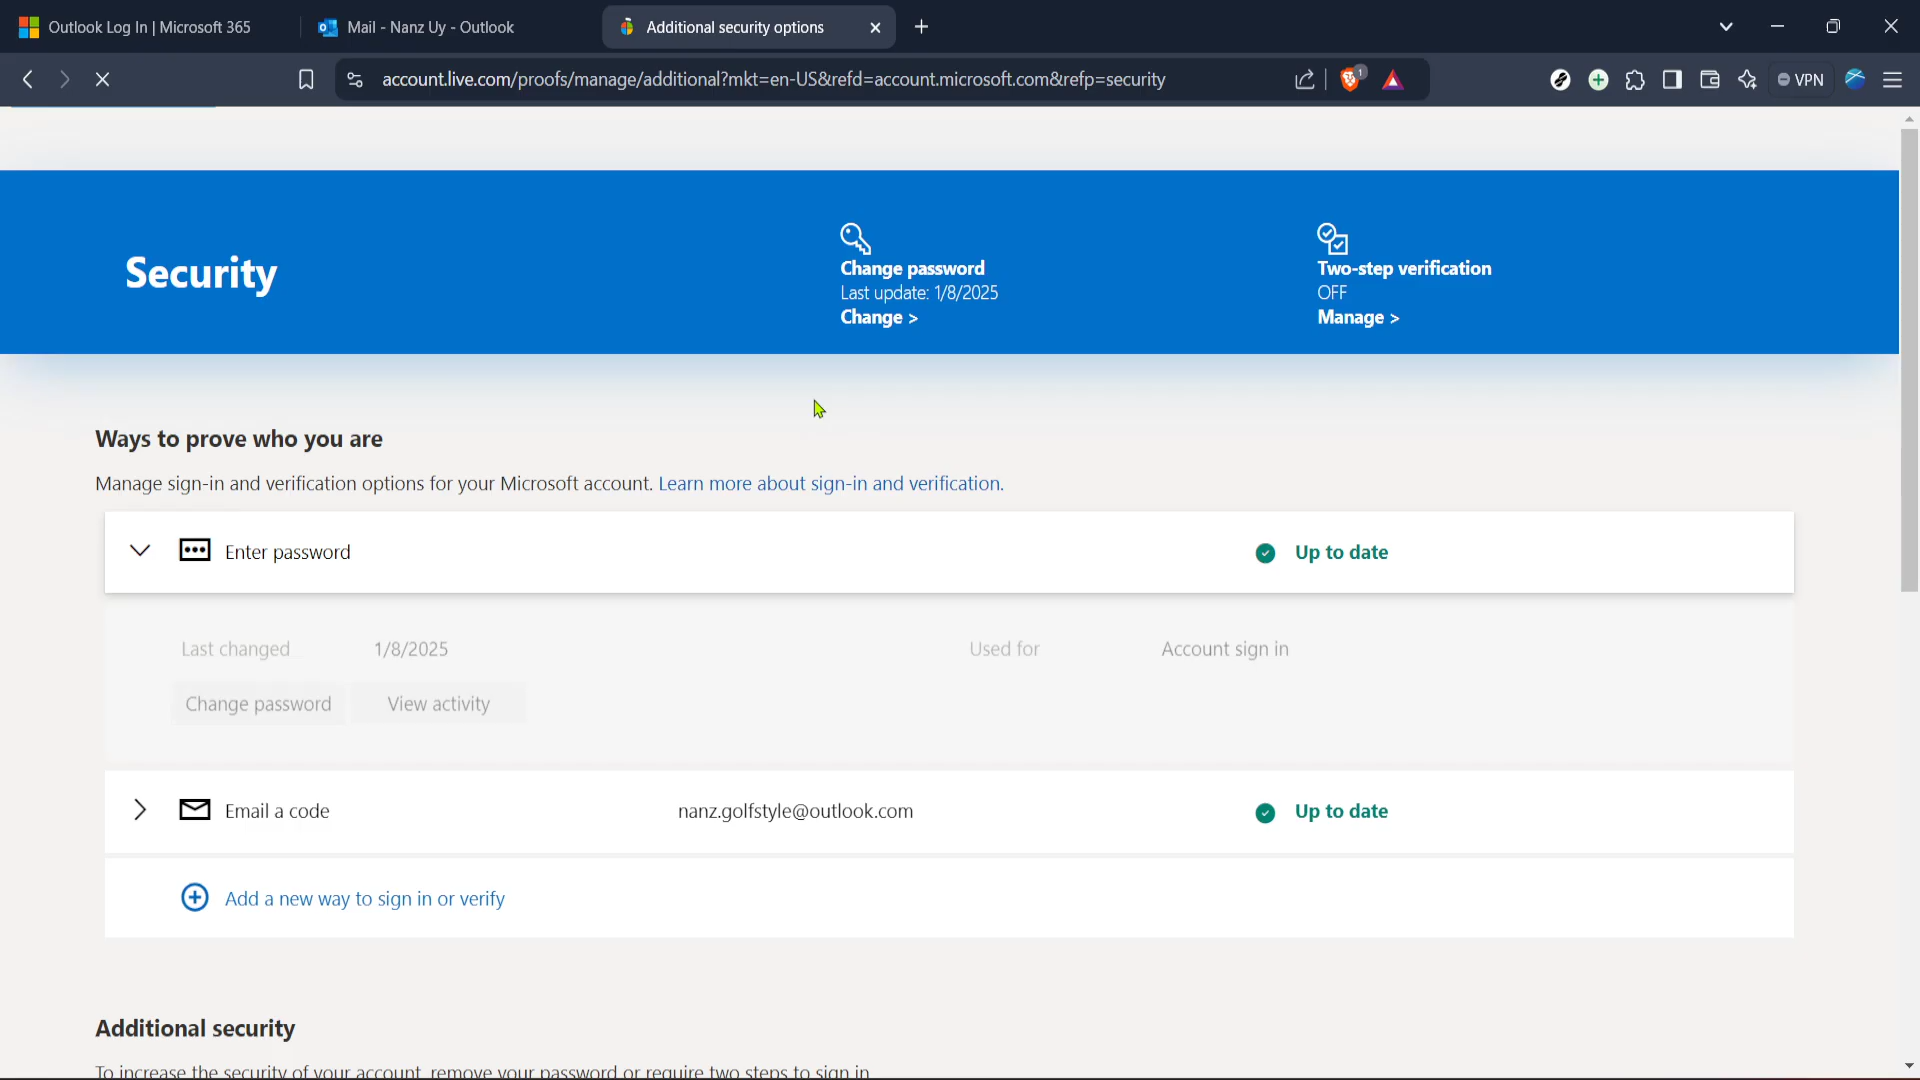 Outlook Log In | Microsoft 365
Mail - Nanz Uy - Outlook
Additional security options
account.live.com/proofs/manage/additional?mkt=en-US&refd=account.microsoft.com&refp=security
1
VPN
Security
Change password
Last update: 1/8/2025
Change >
Two-step verification
OFF
Manage >
Ways to prove who you are
Manage sign-in and verification options for your Microsoft account. Learn more about sign-in and verification.
Enter password
Up to date
Last changed
1/8/2025
Used for
Account sign in
Change password
View activity
Email a code
nanz.golfstyle@outlook.com
Up to date
Add a new way to sign in or verify
Additional security
To increase the security of your account, remove your password or require two steps to sign in